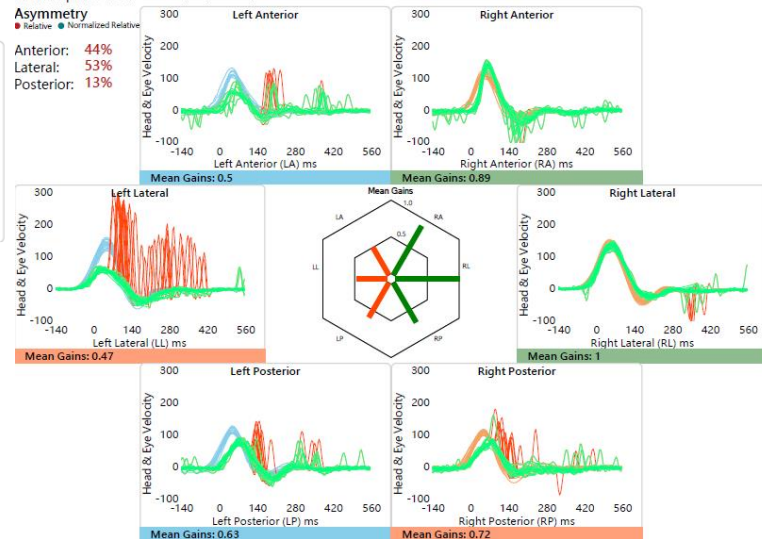 Asymmetry
Relative Normalized Relative
Anterior: 44%
Lateral: 53%
Posterior: 13%
Left Anterior
Head & Eye Velocity
300
200
100
0
-100
-140 0 140 280 420 560
Left Anterior (LA) ms
Mean Gains: 0.5
Right Anterior
Head & Eye Velocity
300
200
100
0
-100
-140 0 140 280 420 560
Right Anterior (RA) ms
Mean Gains: 0.89
Left Lateral
Head & Eye Velocity
300
200
100
0
-100
-140 0 140 280 420 560
Left Lateral (LL) ms
Mean Gains: 0.47
Mean Gains
1.0
0.5
LA
RA
LL
RL
LP
RP
Right Lateral
Head & Eye Velocity
300
200
100
0
-100
-140 0 140 280 420 560
Right Lateral (RL) ms
Mean Gains: 1
Left Posterior
Head & Eye Velocity
300
200
100
0
-100
-140 0 140 280 420 560
Left Posterior (LP) ms
Mean Gains: 0.63
Right Posterior
Head & Eye Velocity
300
200
100
0
-100
-140 0 140 280 420 560
Right Posterior (RP) ms
Mean Gains: 0.72